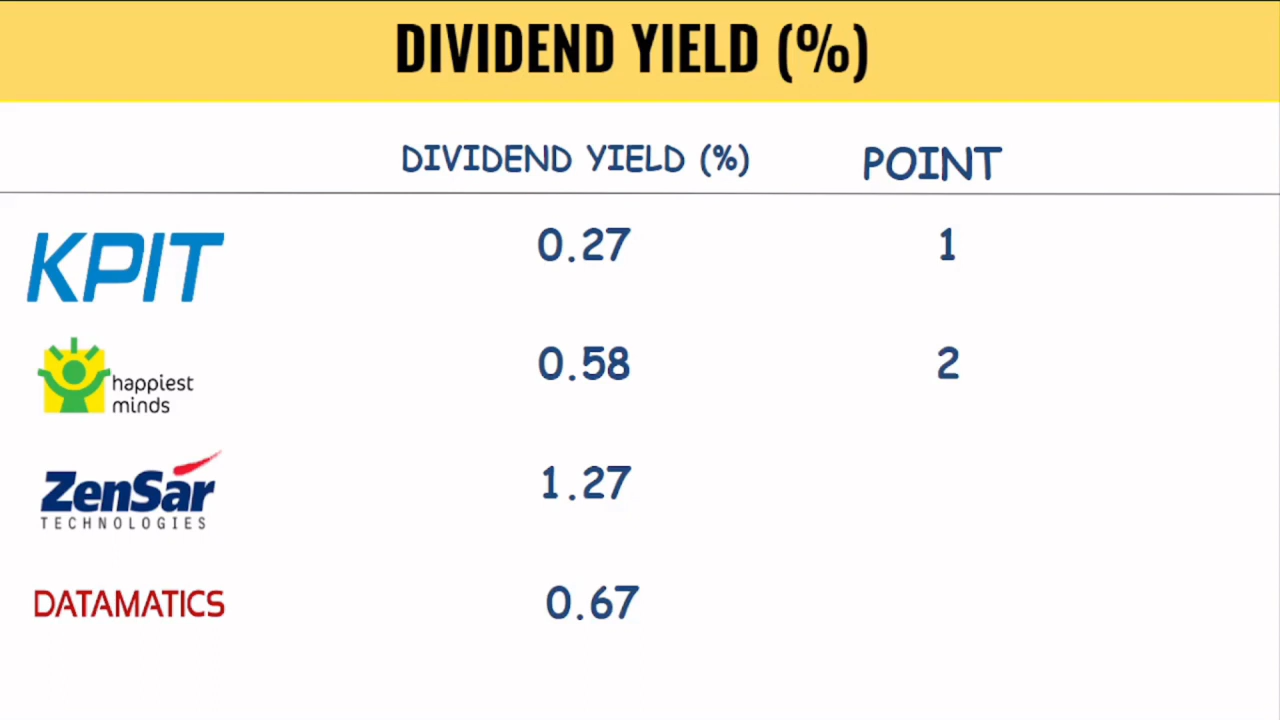 DIVIDEND YIELD (%)
DIVIDEND YIELD (%) POINT
KPIT 0.27 1
happiest
minds
0.58 2
ZenSar
TECHNOLOGIES
1.27
DATAMATICS 0.67